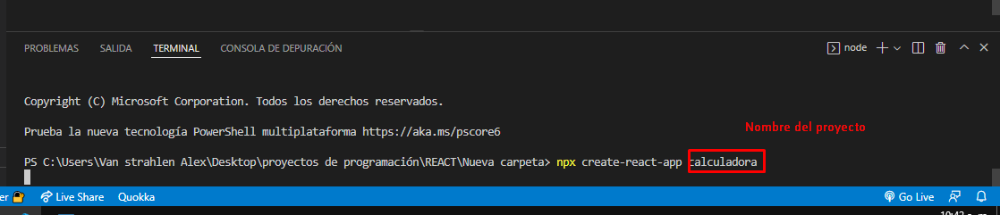 PROBLEMAS SALIDA TERMINAL CONSOLA DE DEPURACIÓN node
Copyright (C) Microsoft Corporation. Todos los derechos reservados.
Prueba la nueva tecnología PowerShell multiplataforma https://aka.ms/pscore6
Nombre del proyecto
PS C:\Users\Van strahlen Alex\Desktop\proyectos de programación\REACT\Nueva carpeta> npx create-react-app calculadora
Live Share Quokka Go Live